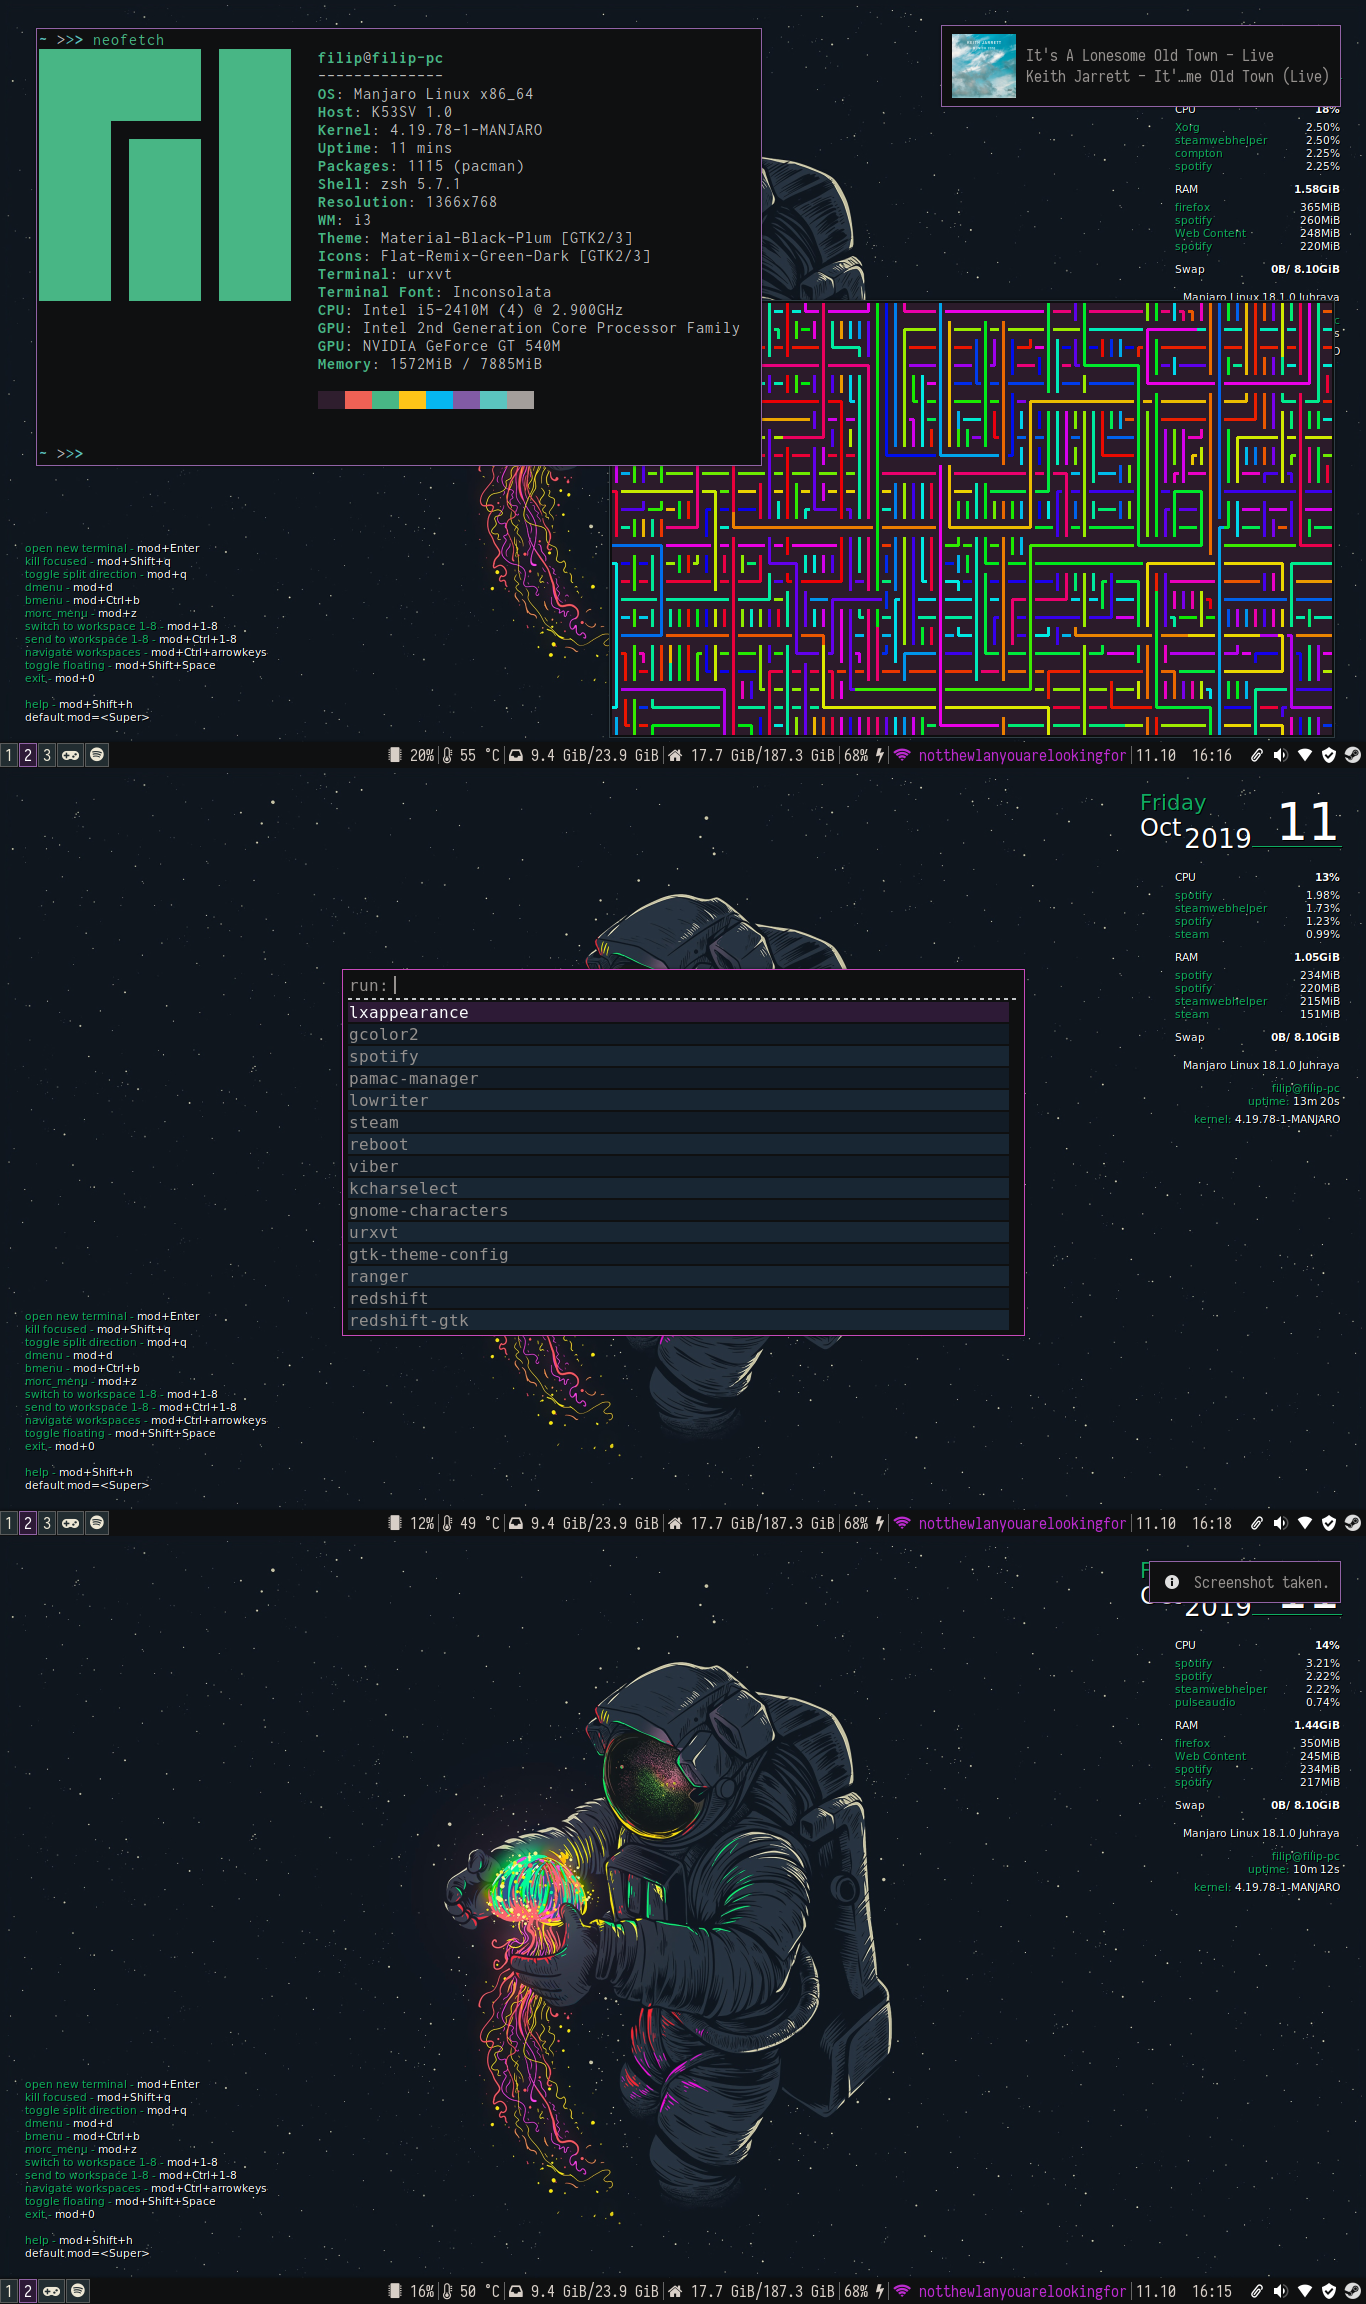 ~ >>> neofetch
filip@filip-pc
--------------
OS: Manjaro Linux x86_64
Host: K53SV 1.0
Kernel: 4.19.78-1-MANJARO
Uptime: 11 mins
Packages: 1115 (pacman)
Shell: zsh 5.7.1
Resolution: 1366x768
WM: i3
Theme: Material-Black-Plum [GTK2/3]
Icons: Flat-Remix-Green-Dark [GTK2/3]
Terminal: urxvt
Terminal Font: Inconsolata
CPU: Intel i5-2410M (4) @ 2.900GHz
GPU: Intel 2nd Generation Core Processor Family
GPU: NVIDIA GeForce GT 540M
Memory: 1572MiB / 7885MiB
~ >>>
It's A Lonesome Old Town - Live
Keith Jarrett - It'…me Old Town (Live)
CPU 18%
Xorg 2.50%
steamwebhelper 2.50%
compton 2.25%
spotify 2.25%
RAM 1.58GiB
firefox 365MiB
spotify 260MiB
Web Content 248MiB
spotify 220MiB
Swap 0B/ 8.10GiB
Manjaro Linux 18.1.0 Juhraya
open new terminal - mod+Enter
kill focused - mod+Shift+q
toggle split direction - mod+q
dmenu - mod+d
bmenu - mod+Ctrl+b
morc_menu - mod+z
switch to workspace 1-8 - mod+1-8
send to workspace 1-8 - mod+Ctrl+1-8
navigate workspaces - mod+Ctrl+arrowkeys
toggle floating - mod+Shift+Space
exit - mod+0
help - mod+Shift+h
default mod=<Super>
1 2 3 20% 55 °C 9.4 GiB/23.9 GiB 17.7 GiB/187.3 GiB 68% notthewlanyouarelookingfor 11.10 16:16
Friday
Oct 2019 11
CPU 13%
spotify 1.98%
steamwebhelper 1.73%
spotify 1.23%
steam 0.99%
RAM 1.05GiB
spotify 234MiB
spotify 220MiB
steamwebhelper 215MiB
steam 151MiB
Swap 0B/ 8.10GiB
Manjaro Linux 18.1.0 Juhraya
filip@filip-pc
uptime: 13m 20s
kernel: 4.19.78-1-MANJARO
run:
lxappearance
gcolor2
spotify
pamac-manager
lowriter
steam
reboot
viber
kcharselect
gnome-characters
urxvt
gtk-theme-config
ranger
redshift
redshift-gtk
open new terminal - mod+Enter
kill focused - mod+Shift+q
toggle split direction - mod+q
dmenu - mod+d
bmenu - mod+Ctrl+b
morc_menu - mod+z
switch to workspace 1-8 - mod+1-8
send to workspace 1-8 - mod+Ctrl+1-8
navigate workspaces - mod+Ctrl+arrowkeys
toggle floating - mod+Shift+Space
exit - mod+0
help - mod+Shift+h
default mod=<Super>
1 2 3 12% 49 °C 9.4 GiB/23.9 GiB 17.7 GiB/187.3 GiB 68% notthewlanyouarelookingfor 11.10 16:18
Screenshot taken.
2019
CPU 14%
spotify 3.21%
spotify 2.22%
steamwebhelper 2.22%
pulseaudio 0.74%
RAM 1.44GiB
firefox 350MiB
Web Content 245MiB
spotify 234MiB
spotify 217MiB
Swap 0B/ 8.10GiB
Manjaro Linux 18.1.0 Juhraya
filip@filip-pc
uptime: 10m 12s
kernel: 4.19.78-1-MANJARO
open new terminal - mod+Enter
kill focused - mod+Shift+q
toggle split direction - mod+q
dmenu - mod+d
bmenu - mod+Ctrl+b
morc_menu - mod+z
switch to workspace 1-8 - mod+1-8
send to workspace 1-8 - mod+Ctrl+1-8
navigate workspaces - mod+Ctrl+arrowkeys
toggle floating - mod+Shift+Space
exit - mod+0
help - mod+Shift+h
default mod=<Super>
1 2 16% 50 °C 9.4 GiB/23.9 GiB 17.7 GiB/187.3 GiB 68% notthewlanyouarelookingfor 11.10 16:15